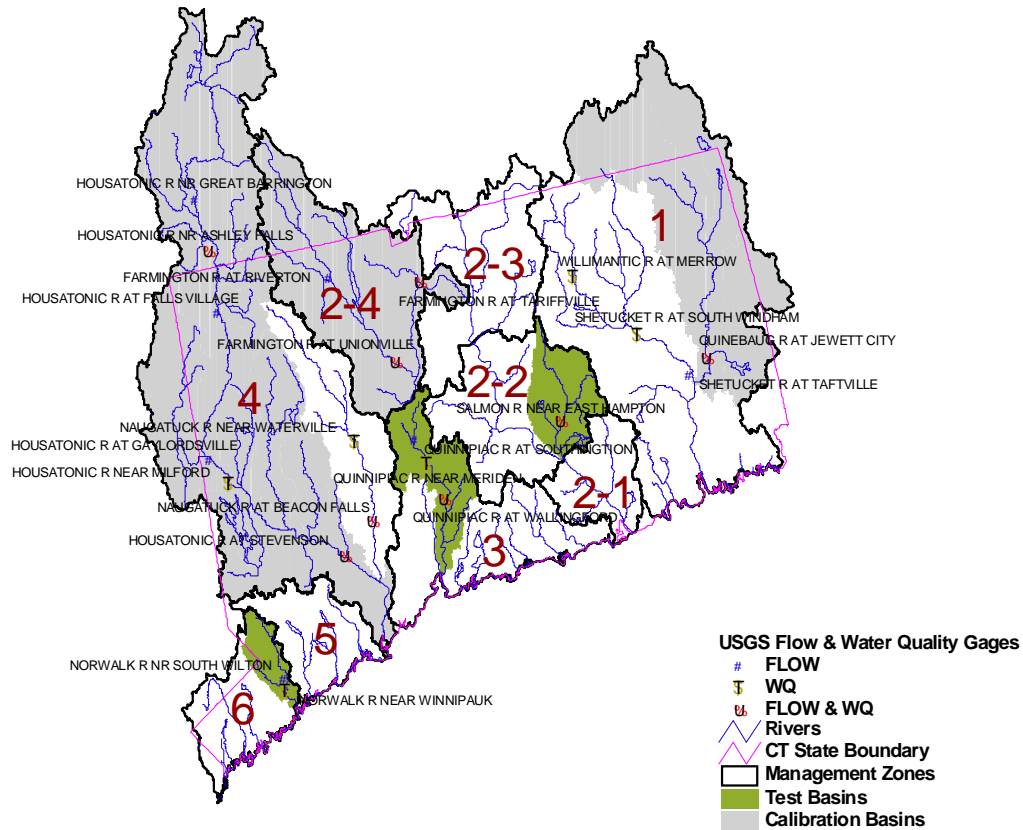 HOUSATONIC R NR GREAT BARRINGTON
1
HOUSATONIC R NR ASHLEY FALLS
WILLIMANTIC R AT MERROW
2-3
FARMINGTON R AT RIVERTON
HOUSATONIC R AT FALLS VILLAGE
2-4
FARMINGTON R AT TARIFFVILLE
SHETUCKET R AT SOUTH WINDHAM
FARMINGTON R AT UNIONVILLE
QUINEBAUG R AT JEWETT CITY
2-2
SHETUCKET R AT TAFTVILLE
4
SALMON R NEAR EAST HAMPTON
NAUGATUCK R NEAR WATERVILLE
HOUSATONIC R AT GAYLORDSVILLE
QUINNIPIAC R AT SOUTHINGTION
HOUSATONIC R NEAR MILFORD
QUINNIPIAC R NEAR MERIDEN
2-1
NAUGATUCK R AT BEACON FALLS
QUINNIPIAC R AT WALLINGFORD
HOUSATONIC R AT STEVENSON
3
5
NORWALK R NR SOUTH WILTON
NORWALK R NEAR WINNIPAUK
6
USGS Flow & Water Quality Gages
# FLOW
WQ
FLOW & WQ
Rivers
CT State Boundary
Management Zones
Test Basins
Calibration Basins